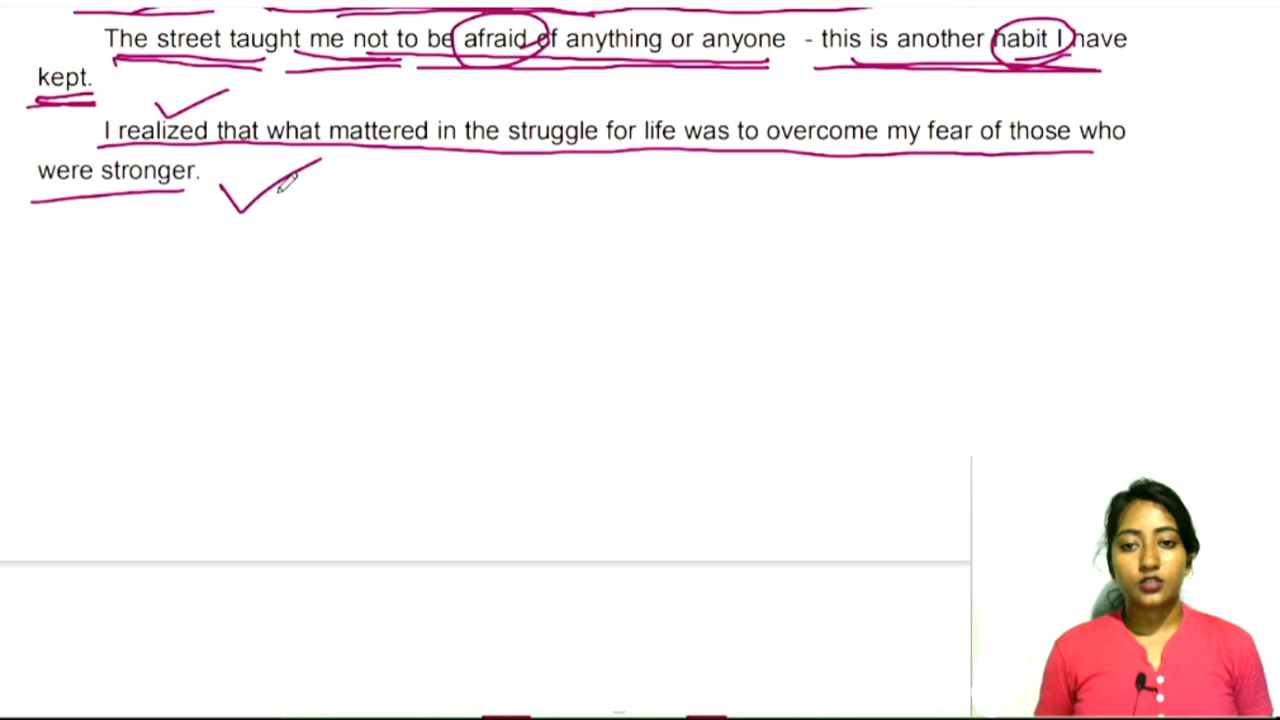 The street taught me not to be afraid of anything or anyone - this is another habit I have
kept.
I realized that what mattered in the struggle for life was to overcome my fear of those who
were stronger.